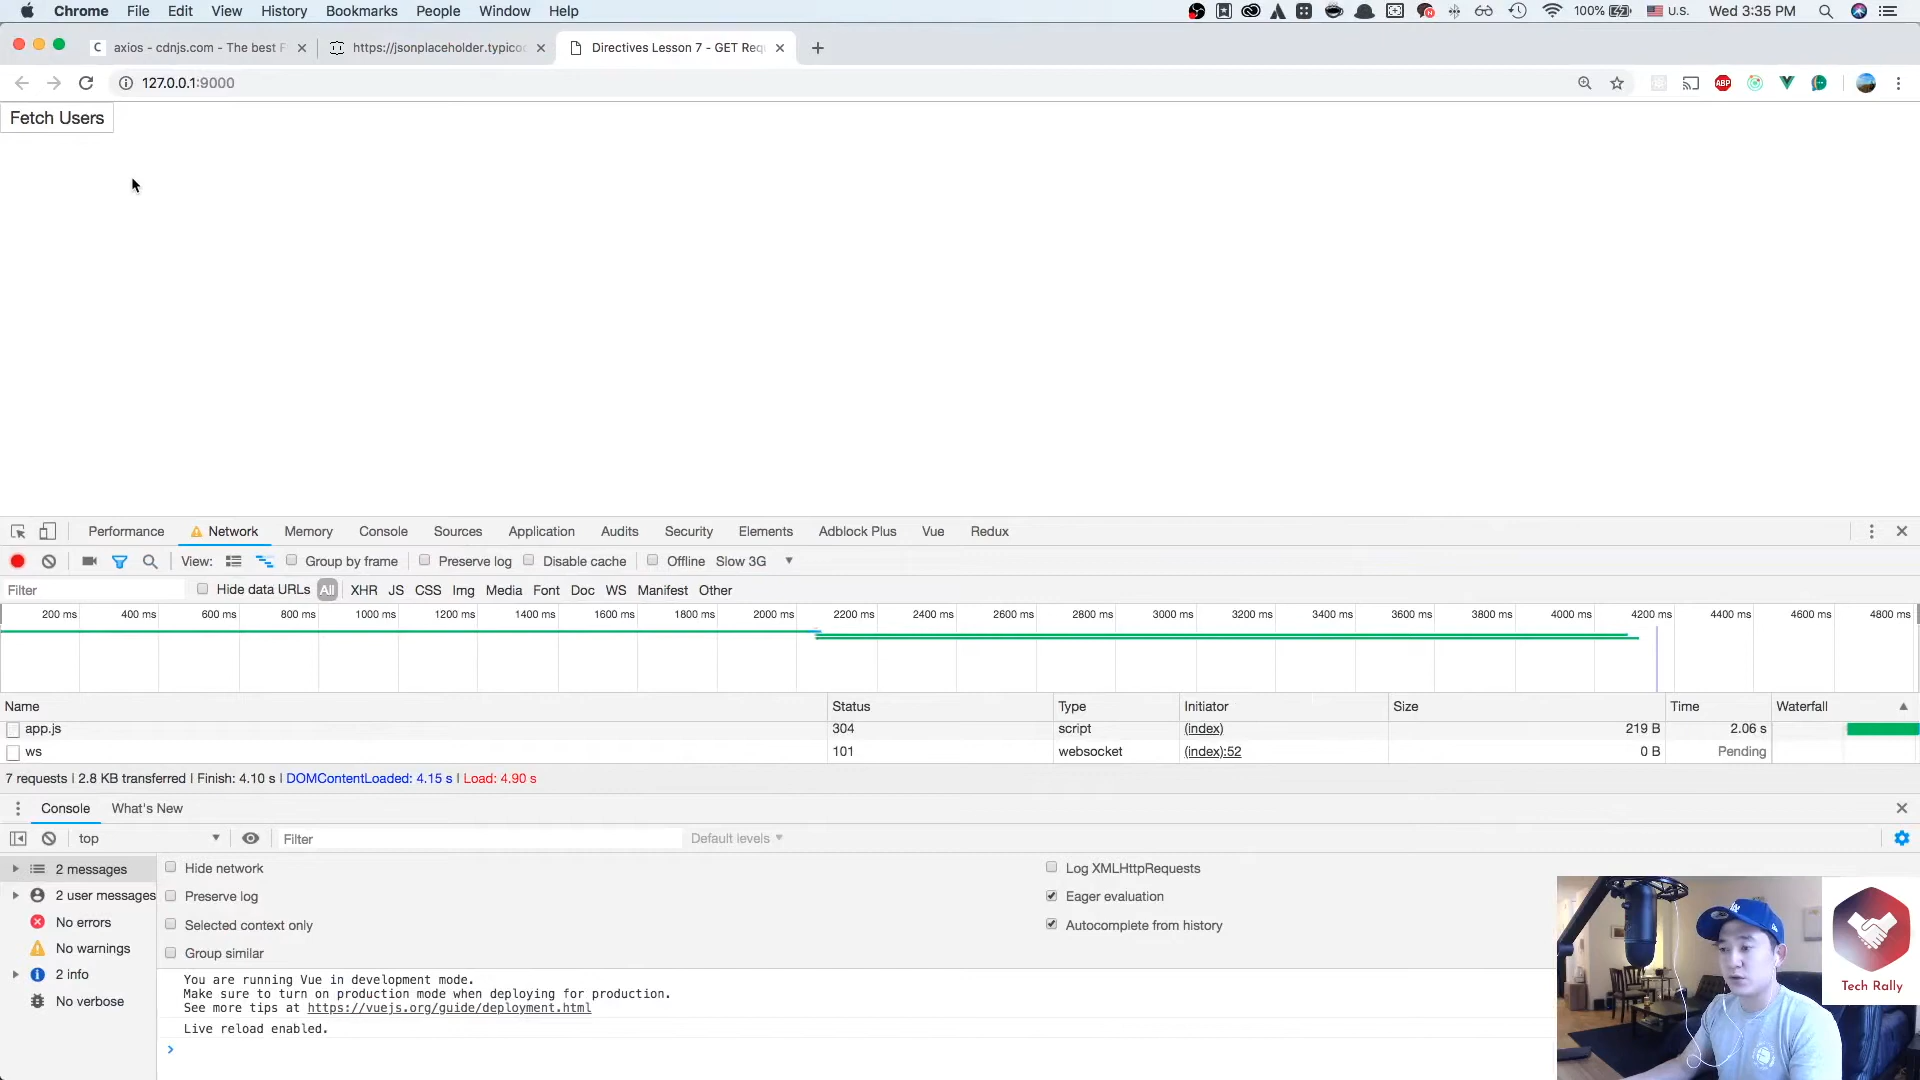 Chrome File Edit View History Bookmarks People Window Help 100% U.S. Wed 3:35 PM
C axios - cdnjs.com - The best F https://jsonplaceholder.typico Directives Lesson 7 - GET Req
127.0.0.1:9000 ABP
Fetch Users
Performance Network Memory Console Sources Application Audits Security Elements Adblock Plus Vue Redux
View: Group by frame Preserve log Disable cache Offline Slow 3G
Filter Hide data URLs All XHR JS CSS Img Media Font Doc WS Manifest Other
200 ms 400 ms 600 ms 800 ms 1000 ms 1200 ms 1400 ms 1600 ms 1800 ms 2000 ms 2200 ms 2400 ms 2600 ms 2800 ms 3000 ms 3200 ms 3400 ms 3600 ms 3800 ms 4000 ms 4200 ms 4400 ms 4600 ms 4800 ms
Name Status Type Initiator Size Time Waterfall
app.js 304 script (index) 219 B 2.06 s
ws 101 websocket (index):52 0 B Pending
7 requests | 2.8 KB transferred | Finish: 4.10 s | DOMContentLoaded: 4.15 s | Load: 4.90 s
Console What's New
top Filter Default levels
2 messages Hide network Log XMLHttpRequests
2 user messages Preserve log Eager evaluation
No errors Selected context only Autocomplete from history
No warnings Group similar
2 info You are running Vue in development mode.
Make sure to turn on production mode when deploying for production.
No verbose See more tips at https://vuejs.org/guide/deployment.html
Live reload enabled.
>
Tech Rally